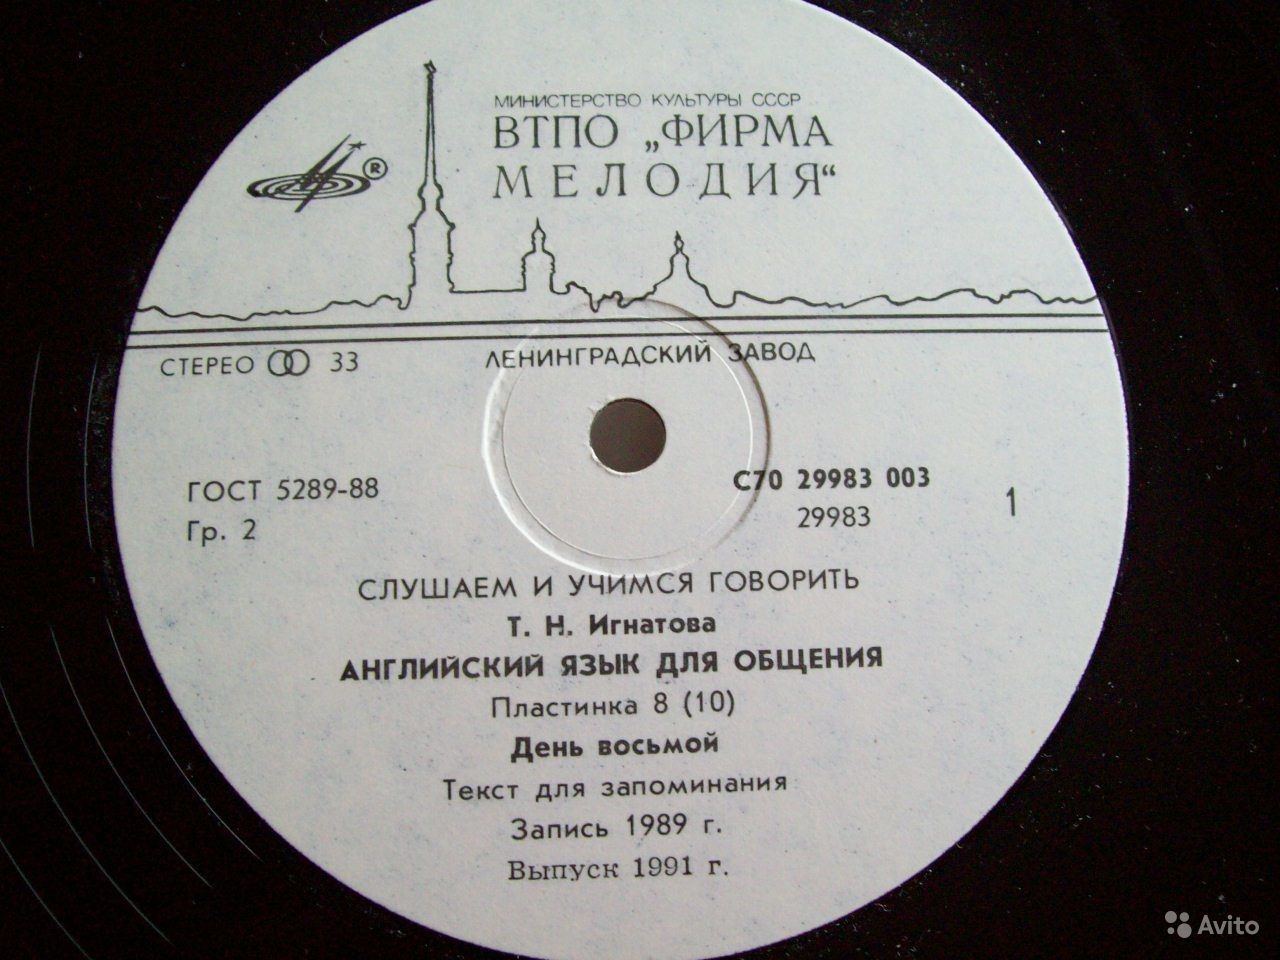 МИНИСТЕРСТВО КУЛЬТУРЫ СССР
ВТПО „ФИРМА
МЕЛОДИЯ“
®
СТЕРЕО 33
ЛЕНИНГРАДСКИЙ ЗАВОД
ГОСТ 5289-88
Гр. 2
С70 29983 003
29983
1
СЛУШАЕМ И УЧИМСЯ ГОВОРИТЬ
Т. Н. Игнатова
АНГЛИЙСКИЙ ЯЗЫК ДЛЯ ОБЩЕНИЯ
Пластинка 8 (10)
День восьмой
Текст для запоминания
Запись 1989 г.
Выпуск 1991 г.
Avito